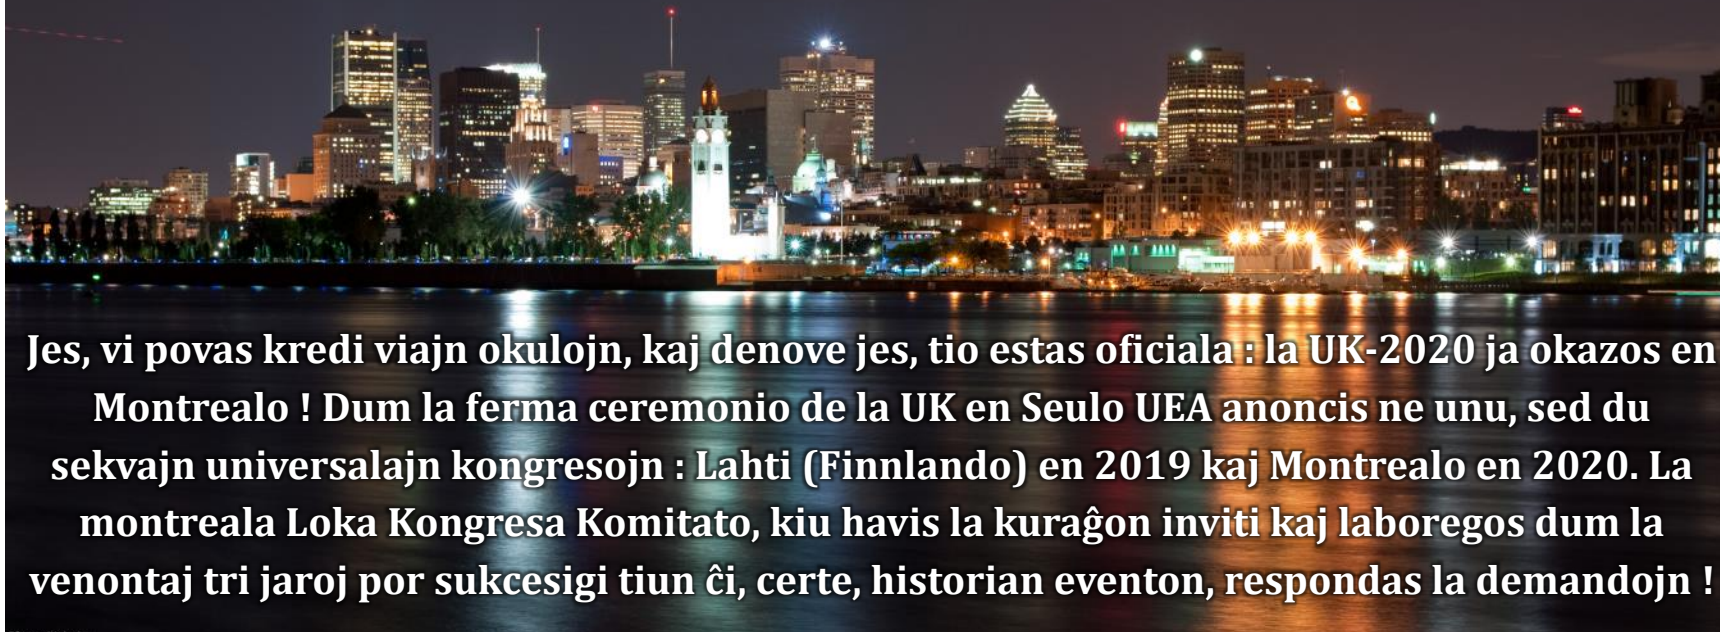 Jes, vi povas kredi viajn okulojn, kaj denove jes, tio estas oficiala : la UK-2020 ja okazos en
Montrealo ! Dum la ferma ceremonio de la UK en Seulo UEA anoncis ne unu, sed du
sekvajn universalajn kongresojn : Lahti (Finnlando) en 2019 kaj Montrealo en 2020. La
montreala Loka Kongresa Komitato, kiu havis la kuraĝon inviti kaj laboregos dum la
venontaj tri jaroj por sukcesigi tiun ĉi, certe, historian eventon, respondas la demandojn !